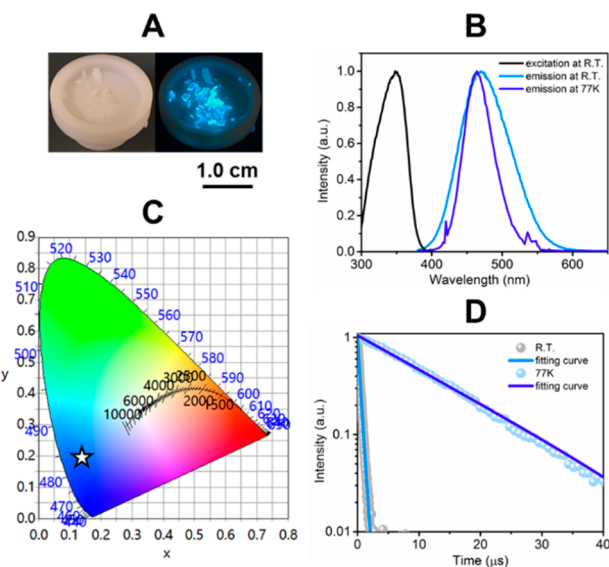 A
1.0 cm
B
excitation at R.T.
emission at R.T.
emission at 77K
Intensity (a.u.)
1.0
0.8
0.6
0.4
0.2
0.0
300 400 500 600
Wavelength (nm)
C
0.9
0.8
0.7
0.6
0.5
0.4
0.3
0.2
0.1
0.0
y
520
530
510
540
550
560
500
570
580
590
600
610
620
490
480
470
460
2500
3000
4000
6000
10000
2000
1500
0.0 0.1 0.2 0.3 0.4 0.5 0.6 0.7 0.8
x
D
R.T.
fitting curve
77K
fitting curve
Intensity (a.u.)
1
0.1
0.01
0 10 20 30 40
Time (μs)